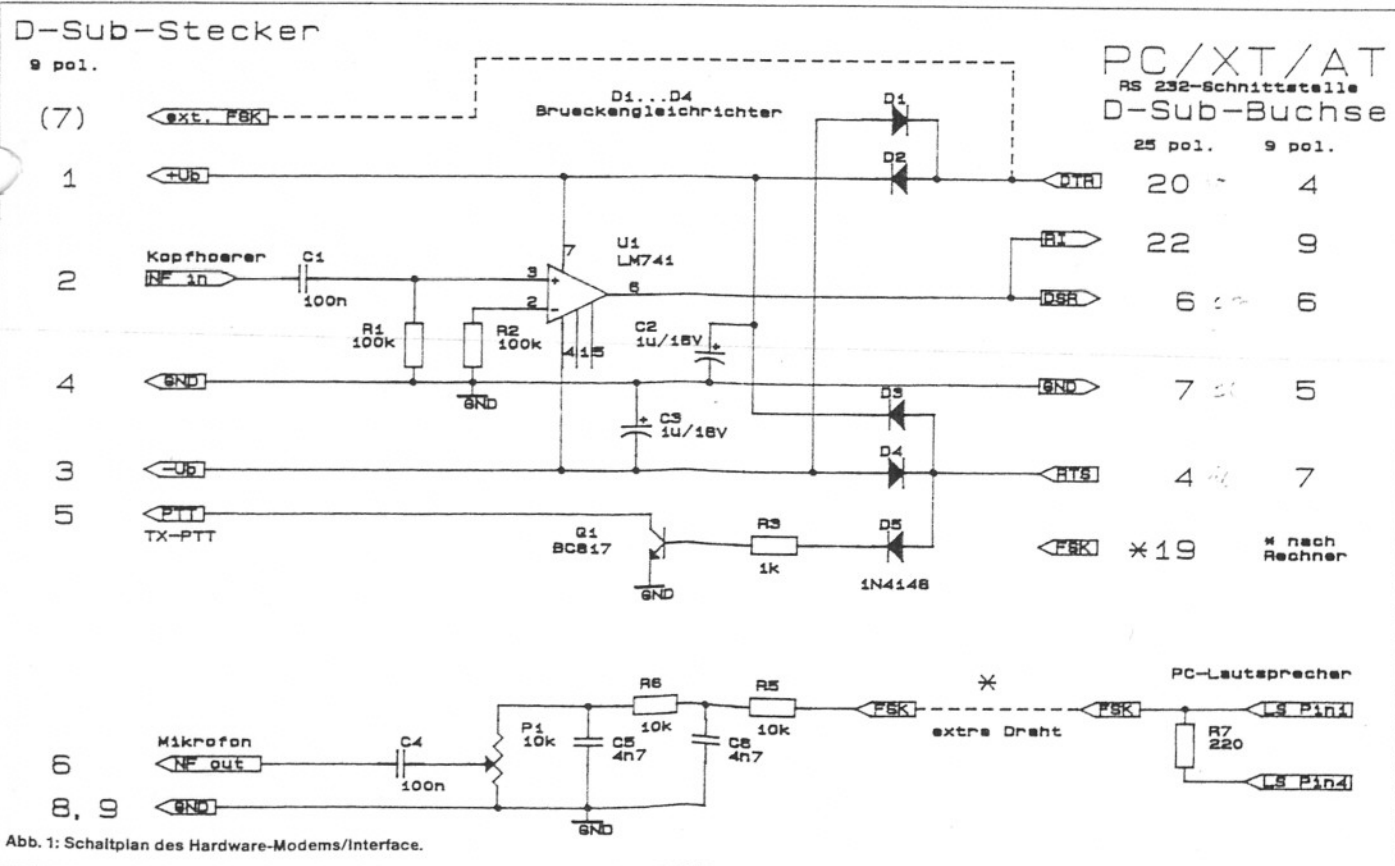 D-Sub-Stecker
9 pol.
PC/XT/AT
RS 232-Schnittstelle
D-Sub-Buchse
25 pol. 9 pol.
(7) ext. FSK
D1...D4
Brueckengleichrichter
D1
1 +Ub
D2
DTR 20 4
RI 22 9
Kopfhoerer
2 NF in
C1
100n
7
U1
LM741
3
+
2
-
6
DSR 6 6
R1
100k
R2
100k
4 1 5
C2
+
1u/16V
4 GND
GND
GND 7 5
D3
+
C3
1u/16V
3 -Ub
D4
RTS 4 7
5 PTT
TX-PTT
Q1
BC817
R3
1k
D5
1N4148
FSK *19 * nach
Rechner
GND
PC-Lautsprecher
R6
10k
R5
10k
FSK
*
extra Draht
FSK
LS Pin1
R7
220
LS Pin4
Mikrofon
6 NF out
C4
100n
P1
10k
C5
4n7
C6
4n7
8, 9 GND
GND
Abb. 1: Schaltplan des Hardware-Modems/Interface.